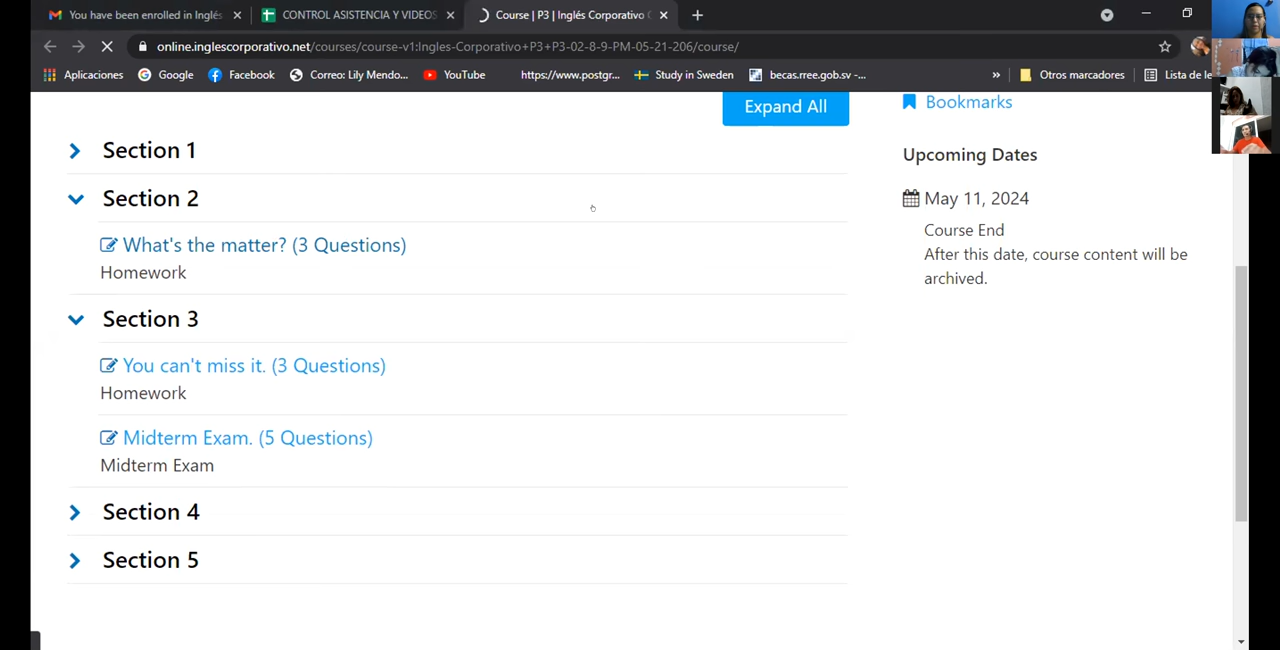 You have been enrolled in Inglés
CONTROL ASISTENCIA Y VIDEOS
Course | P3 | Inglés Corporativo
online.inglescorporativo.net/courses/course-v1:Ingles-Corporativo+P3+P3-02-8-9-PM-05-21-206/course/
Aplicaciones
Google
Facebook
Correo: Lily Mendo...
YouTube
https://www.postgr...
Study in Sweden
becas.rree.gob.sv -...
»
Otros marcadores
Lista de le
Expand All
Bookmarks
Section 1
Upcoming Dates
Section 2
May 11, 2024
Course End
What's the matter? (3 Questions)
After this date, course content will be
Homework
archived.
Section 3
You can't miss it. (3 Questions)
Homework
Midterm Exam. (5 Questions)
Midterm Exam
Section 4
Section 5